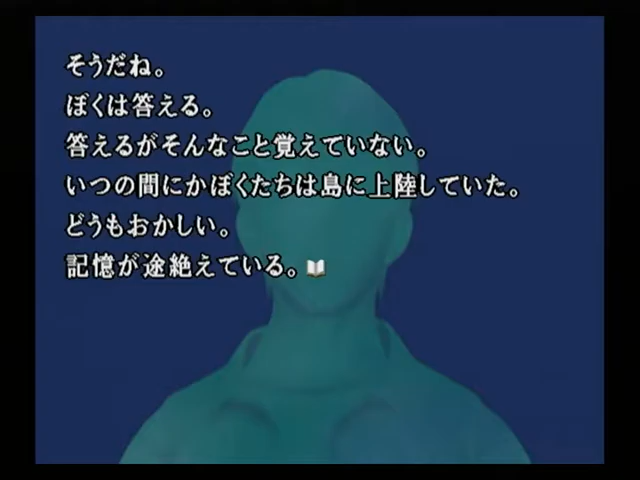 そうだね。
ぼくは答える。
答えるがそんなこと覚えていない。
いつの間にかぼくたちは島に上陸していた。
どうもおかしい。
記憶が途絶えている。